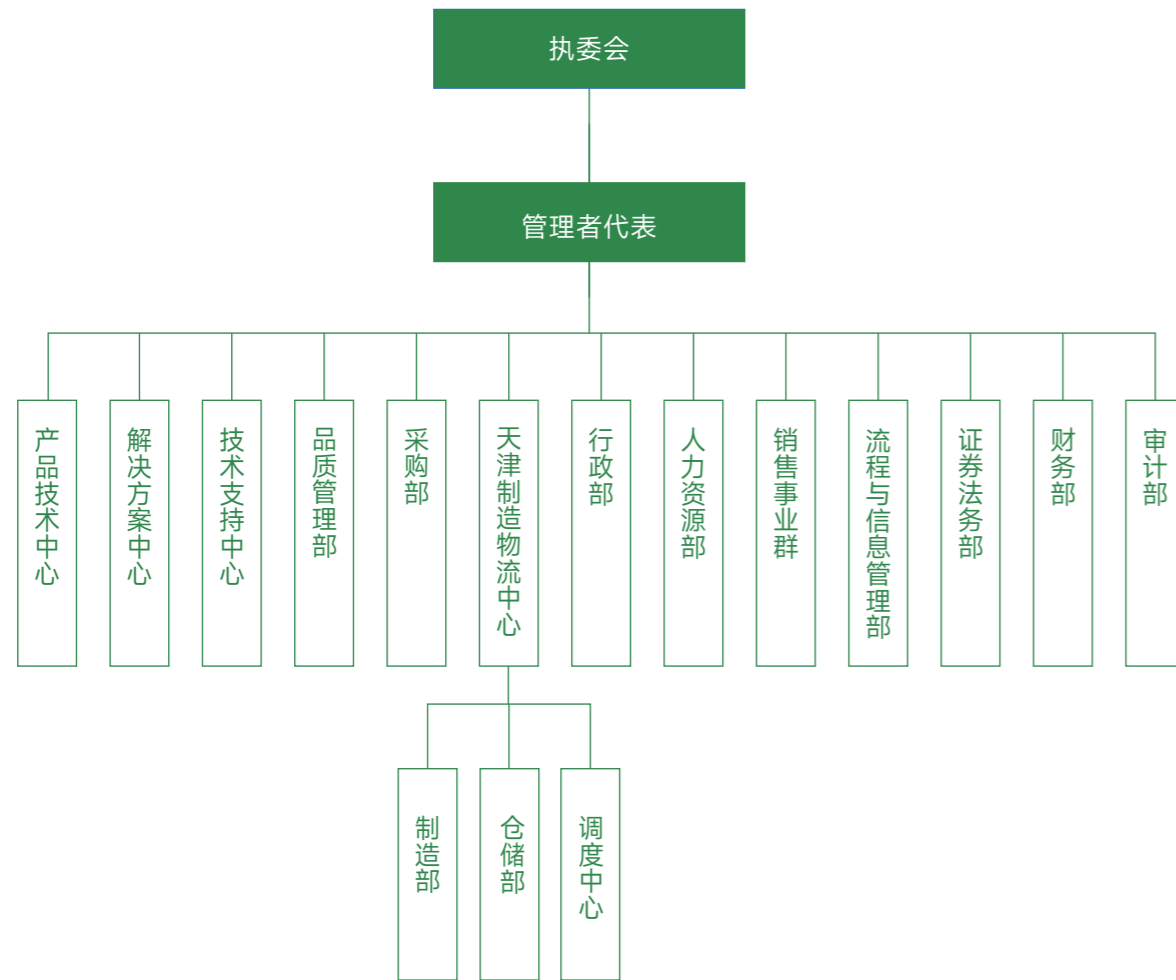 执委会
管理者代表
产品技术中心
解决方案中心
技术支持中心
品质管理部
采购部
天津制造物流中心
行政部
人力资源部
销售事业群
流程与信息管理部
证券法务部
财务部
审计部
制造部
仓储部
调度中心